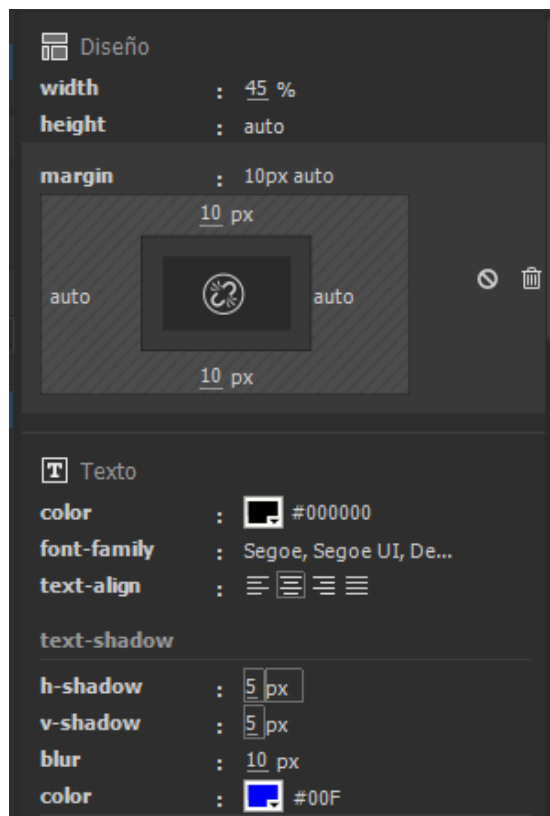 Diseño
width : 45 %
height : auto
margin : 10px auto
10 px
auto auto
10 px
T Texto
color : #000000
font-family : Segoe, Segoe UI, De...
text-align :
text-shadow
h-shadow : 5 px
v-shadow : 5 px
blur : 10 px
color : #00F